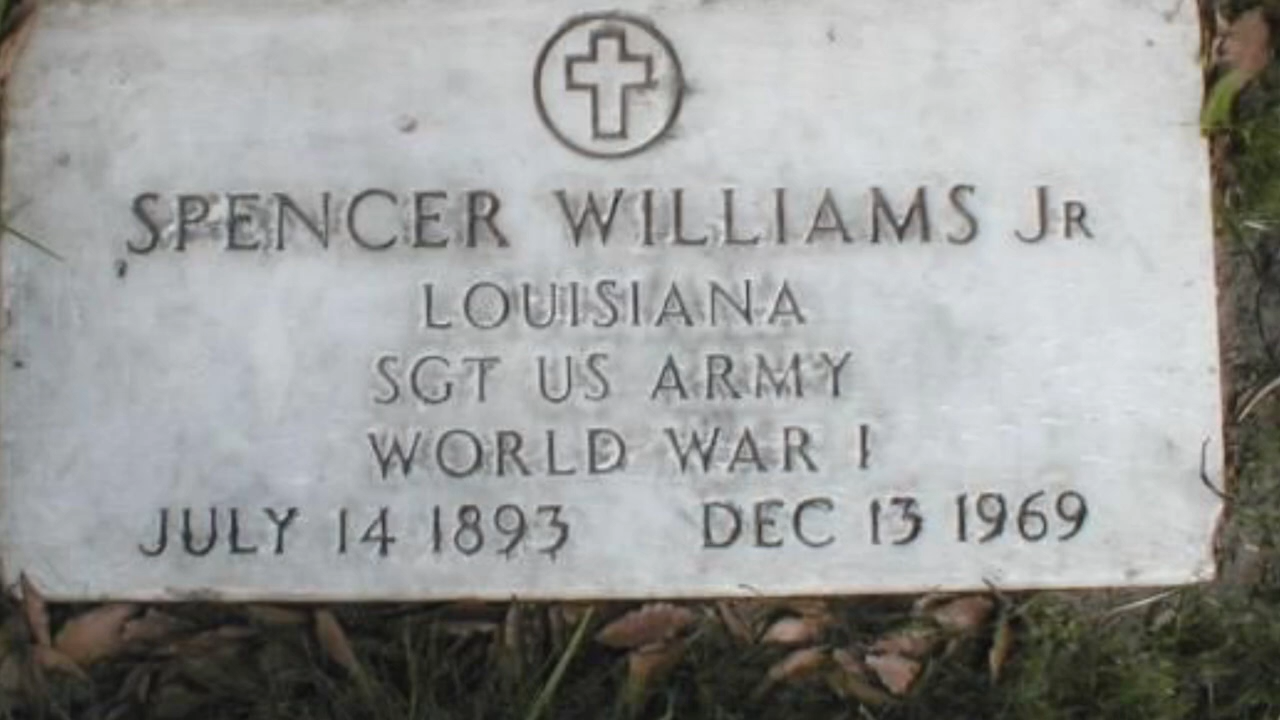 SPENCER WILLIAMS JR
LOUISIANA
SGT US ARMY
WORLD WAR I
JULY 14 1893 DEC 13 1969